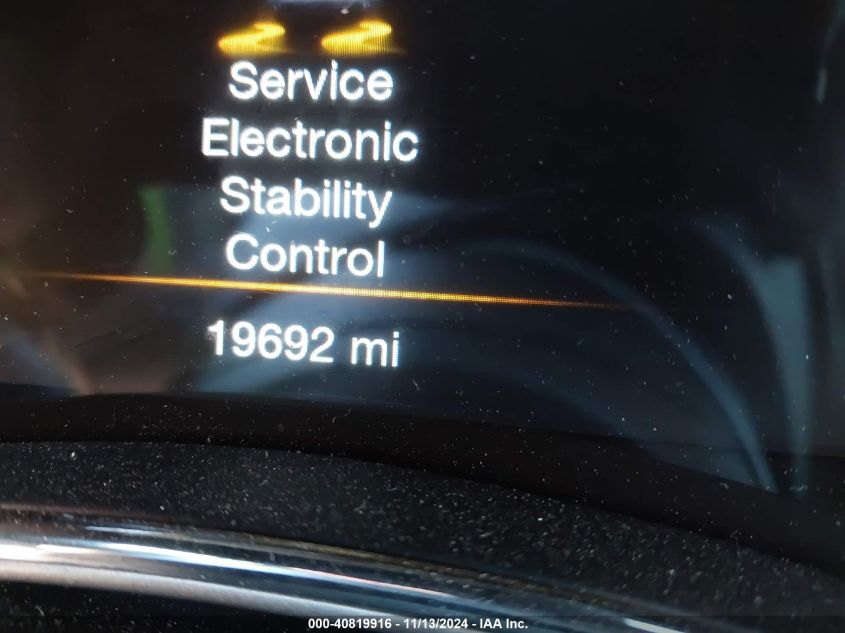 Service
Electronic
Stability
Control
19692 mi
000-40819916 - 11/13/2024 - IAA Inc.